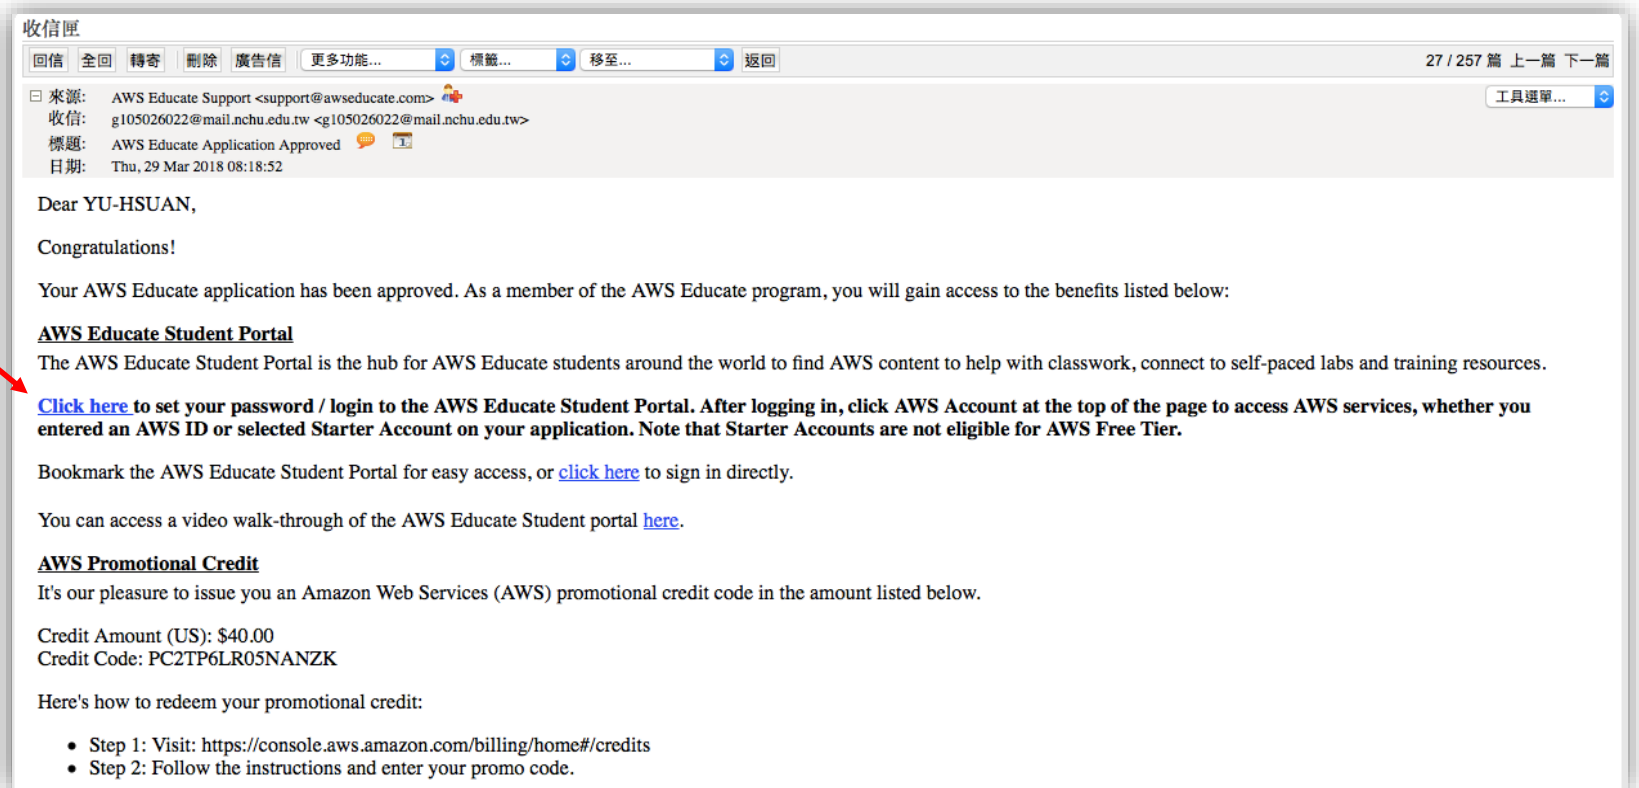 收信匣
回信 全回 轉寄 刪除 廣告信 更多功能... 標籤... 移至... 返回 27 / 257 篇 上一篇 下一篇
來源: AWS Educate Support <support@awseducate.com> 工具選單...
收信: g105026022@mail.nchu.edu.tw <g105026022@mail.nchu.edu.tw>
標題: AWS Educate Application Approved
日期: Thu, 29 Mar 2018 08:18:52
Dear YU-HSUAN,
Congratulations!
Your AWS Educate application has been approved. As a member of the AWS Educate program, you will gain access to the benefits listed below:
AWS Educate Student Portal
The AWS Educate Student Portal is the hub for AWS Educate students around the world to find AWS content to help with classwork, connect to self-paced labs and training resources.
Click here to set your password / login to the AWS Educate Student Portal. After logging in, click AWS Account at the top of the page to access AWS services, whether you
entered an AWS ID or selected Starter Account on your application. Note that Starter Accounts are not eligible for AWS Free Tier.
Bookmark the AWS Educate Student Portal for easy access, or click here to sign in directly.
You can access a video walk-through of the AWS Educate Student portal here.
AWS Promotional Credit
It's our pleasure to issue you an Amazon Web Services (AWS) promotional credit code in the amount listed below.
Credit Amount (US): $40.00
Credit Code: PC2TP6LR05NANZK
Here's how to redeem your promotional credit:
• Step 1: Visit: https://console.aws.amazon.com/billing/home#/credits
• Step 2: Follow the instructions and enter your promo code.